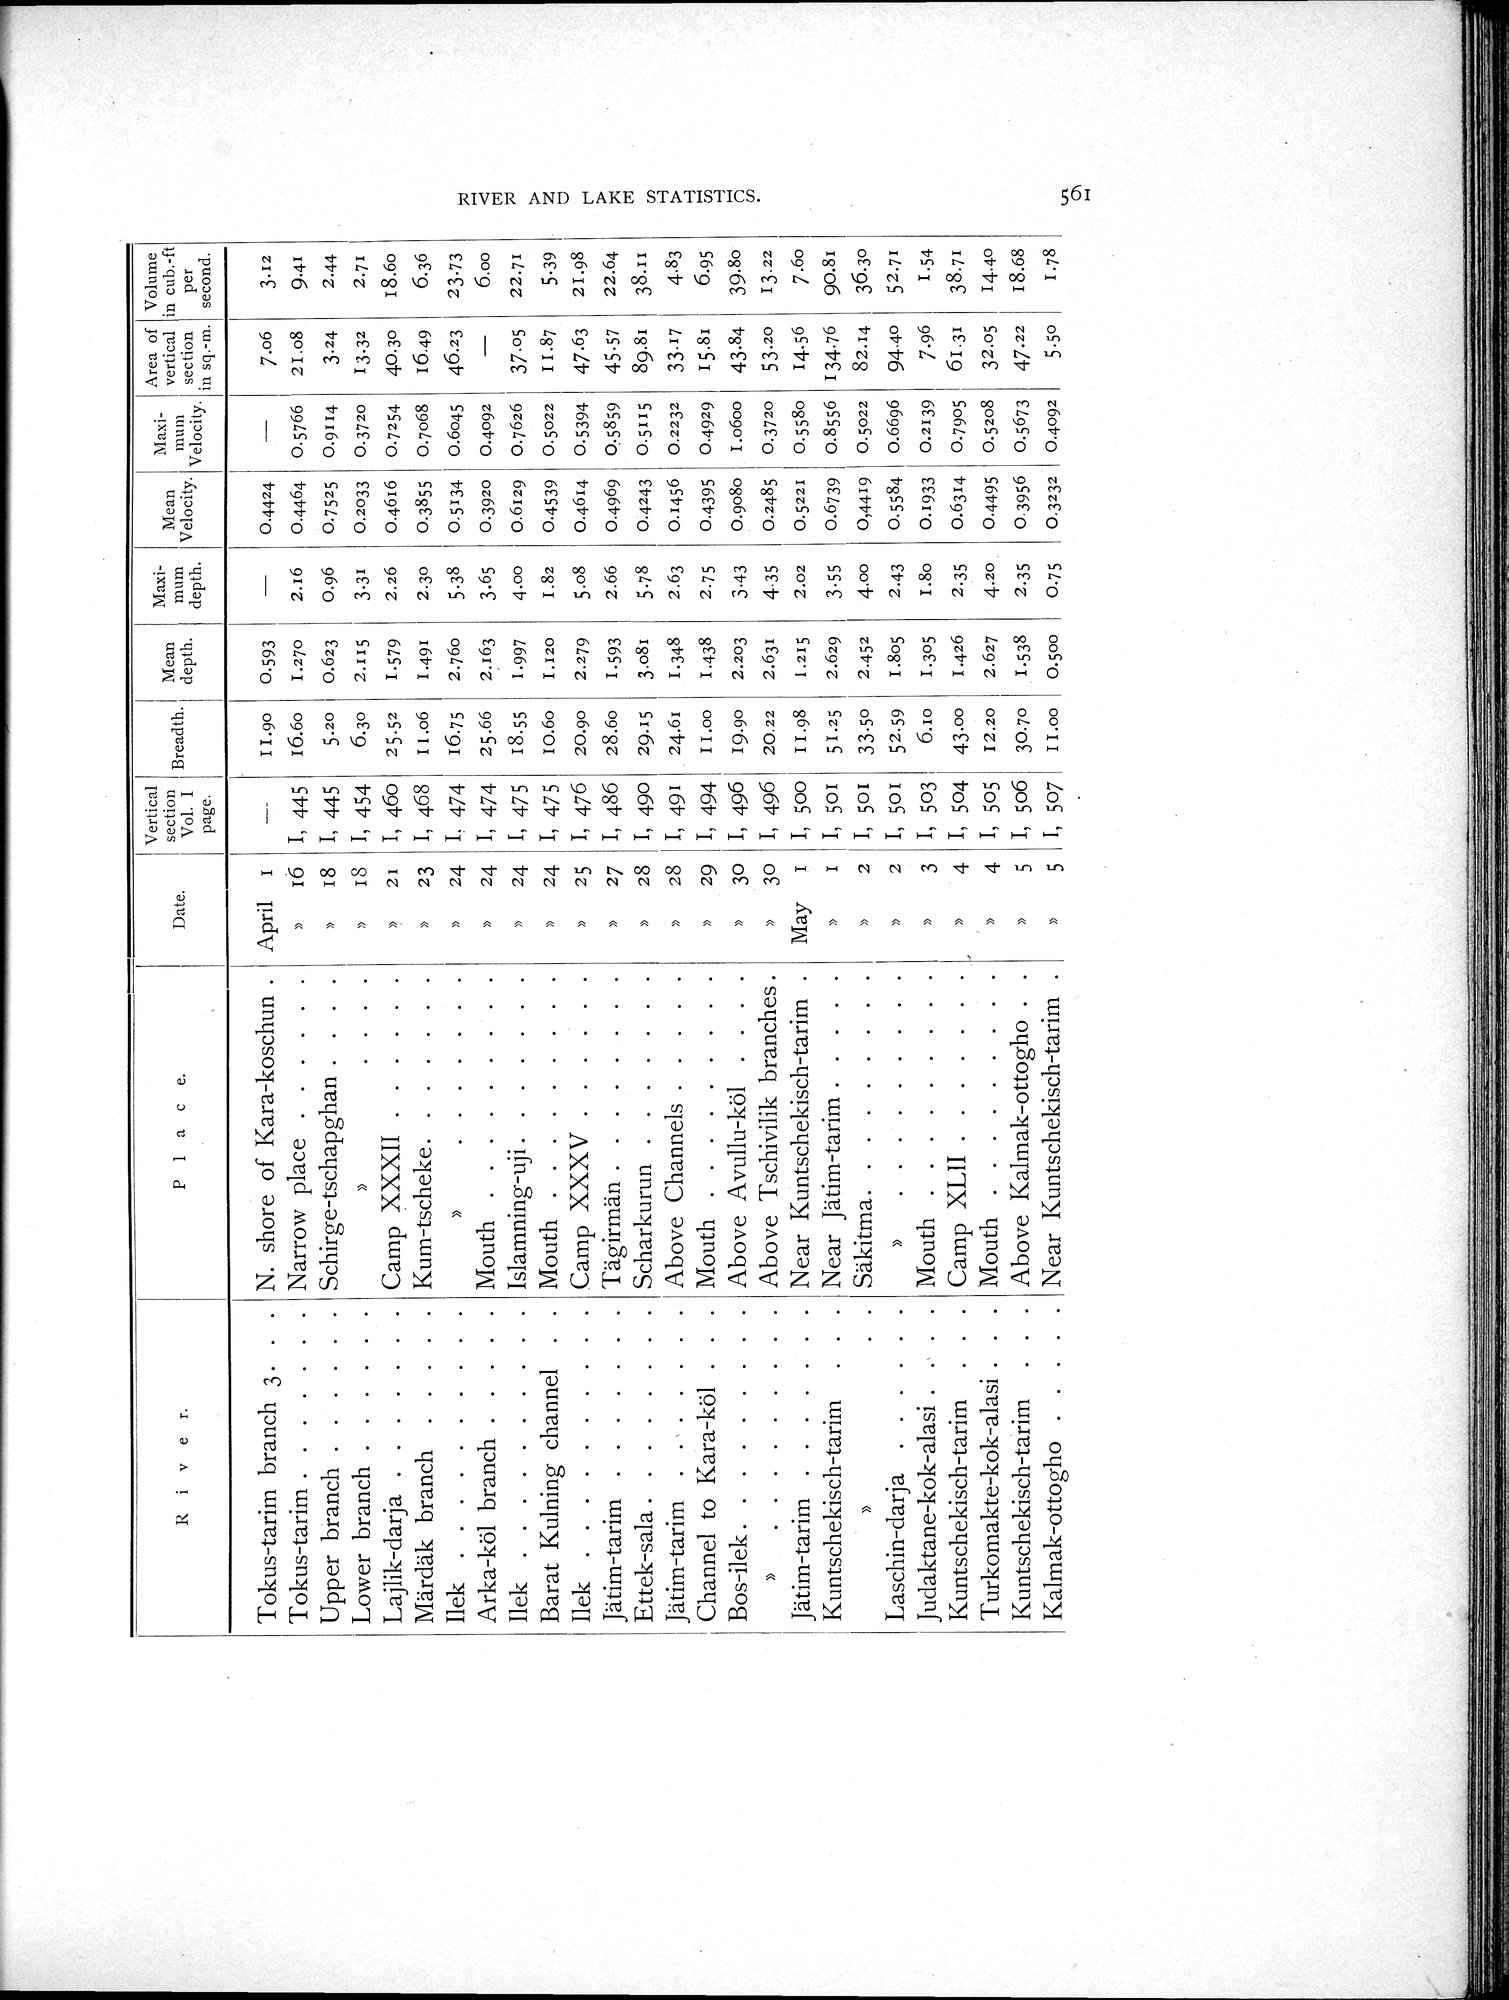 RIVER AND LAKE STATISTICS. 561
R i v e r. | P l a c e. | Date. | Vertical section Vol. I page. | Breadth. | Mean depth. | Maxi-mum depth. | Mean Velocity. | Maxi-mum Velocity. | Area of vertical section in sq.-m. | Volume in cub.-ft per second.
Tokus-tarim branch 3 . . . | N. shore of Kara-koschun . | April 1 | — | 11.90 | 0.593 | — | 0.4424 | — | 7.06 | 3.12
Tokus-tarim . . . . . . | Narrow place . . . . . . | » 16 | I, 445 | 16.60 | 1.270 | 2.16 | 0.4464 | 0.5766 | 21.08 | 9.41
Upper branch . . . . . | Schirge-tschapghan . . . . | » 18 | I, 445 | 5.20 | 0.623 | 0.96 | 0.7525 | 0.9114 | 3.24 | 2.44
Lower branch . . . . . | » . . . . | » 18 | I, 454 | 6.30 | 2.115 | 3.31 | 0.2033 | 0.3720 | 13.32 | 2.71
Lajlik-darja . . . . . | Camp XXXII . . . . . . | » 21 | I, 460 | 25.52 | 1.579 | 2.26 | 0.4616 | 0.7254 | 40.30 | 18.60
Märdäk branch . . . . | Kum-tscheke. . . . . . | » 23 | I, 468 | 11.06 | 1.491 | 2.30 | 0.3855 | 0.7068 | 16.49 | 6.36
Ilek . . . . . . . | » . . . . . . | » 24 | I. 474 | 16.75 | 2.760 | 5.38 | 0.5134 | 0.6045 | 46.23 | 23.73
Arka-köl branch . . . . | Mouth . . . . . . . | » 24 | I, 474 | 25.66 | 2.163 | 3.65 | 0.3920 | 0.4092 | — | 6.00
Ilek . . . . . . . | Islamning-uji. . . . . . | » 24 | I, 475 | 18.55 | 1.997 | 4.00 | 0.6129 | 0.7626 | 37.05 | 22.71
Barat Kulning channel . . | Mouth . . . . . . . | » 24 | I, 475 | 10.60 | 1.120 | 1.82 | 0.4539 | 0.5022 | 11.87 | 5.39
Ilek . . . . . . . | Camp XXXV . . . . . . | » 25 | I, 476 | 20.90 | 2.279 | 5.08 | 0.4614 | 0.5394 | 47.63 | 21.98
Jätim-tarim . . . . . . | Tägirmän . . . . . . . | » 27 | I, 486 | 28.60 | 1.593 | 2.66 | 0.4969 | 0.5859 | 45.57 | 22.64
Ettek-sala . . . . . . | Scharkurun . . . . . . | » 28 | I, 490 | 29.15 | 3.081 | 5.78 | 0.4243 | 0.5115 | 89.81 | 38.11
Jätim-tarim . . . . . . | Above Channels . . . . | » 28 | I, 491 | 24.61 | 1.348 | 2.63 | 0.1456 | 0.2232 | 33.17 | 4.83
Channel to Kara-köl . . . | Mouth . . . . . . . | » 29 | I, 494 | 11.00 | 1.438 | 2.75 | 0.4395 | 0.4929 | 15.81 | 6.95
Bos-ilek . . . . . . . | Above Avullu-köl . . . . | » 30 | I, 496 | 19.90 | 2.203 | 3.43 | 0.9080 | 1.0600 | 43.84 | 39.80
» . . . . . . | Above Tschivilik branches . | » 30 | I, 496 | 20.22 | 2.631 | 4.35 | 0.2485 | 0.3720 | 53.20 | 13.22
Jätim-tarim . . . . . . | Near Kuntschekisch-tarim . | May 1 | I, 500 | 11.98 | 1.215 | 2.02 | 0.5221 | 0.5580 | 14.56 | 7.60
Kuntschekisch-tarim . . | Near Jätim-tarim . . . . | » 1 | I, 501 | 51.25 | 2.629 | 3.55 | 0.6739 | 0.8556 | 134.76 | 90.81
» . . | Säkitma. . . . . . . | » 2 | I, 501 | 33.50 | 2.452 | 4.00 | 0,4419 | 0.5022 | 82.14 | 36.30
Laschin-darja . . . . . | » . . . . . . | » 2 | I, 501 | 52.59 | 1.805 | 2.43 | 0.5584 | 0.6696 | 94.40 | 52.71
Judaktane-kok-alasi . . . | Mouth . . . . . . . | » 3 | I, 503 | 6.10 | 1.305 | 1.80 | 0.1933 | 0.2139 | 7.96 | 1.54
Kuntschekisch-tarim . . . | Camp XLII . . . . . . | » 4 | I, 504 | 43.00 | 1.426 | 2.35 | 0.6314 | 0.7905 | 61.31 | 38.71
Turkomakte-kok-alasi . . | Mouth . . . . . . . | » 4 | I, 505 | 12.20 | 2.627 | 4.20 | 0.4495 | 0.5208 | 32.05 | 14.40
Kuntschekisch-tarim . . . | Above Kalmak-ottogho . . | » 5 | I, 506 | 30.70 | 1.538 | 2.35 | 0.3956 | 0.5673 | 47.22 | 18.68
Kalmak-ottogho . . . . | Near Kuntschekisch-tarim . | » 5 | I, 507 | 11.00 | 0.500 | 0.75 | 0.3232 | 0.4092 | 5.50 | 1.78